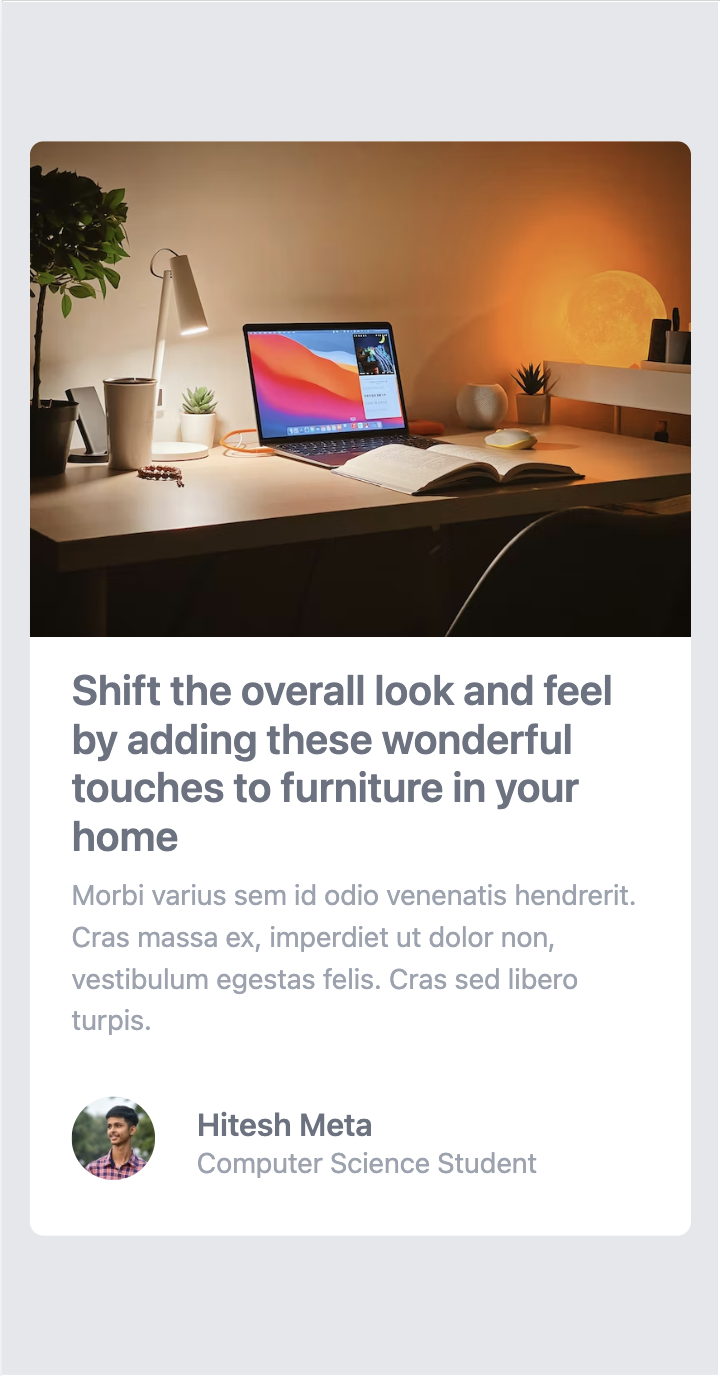 Shift the overall look and feel
by adding these wonderful
touches to furniture in your
home
Morbi varius sem id odio venenatis hendrerit.
Cras massa ex, imperdiet ut dolor non,
vestibulum egestas felis. Cras sed libero
turpis.
Hitesh Meta
Computer Science Student